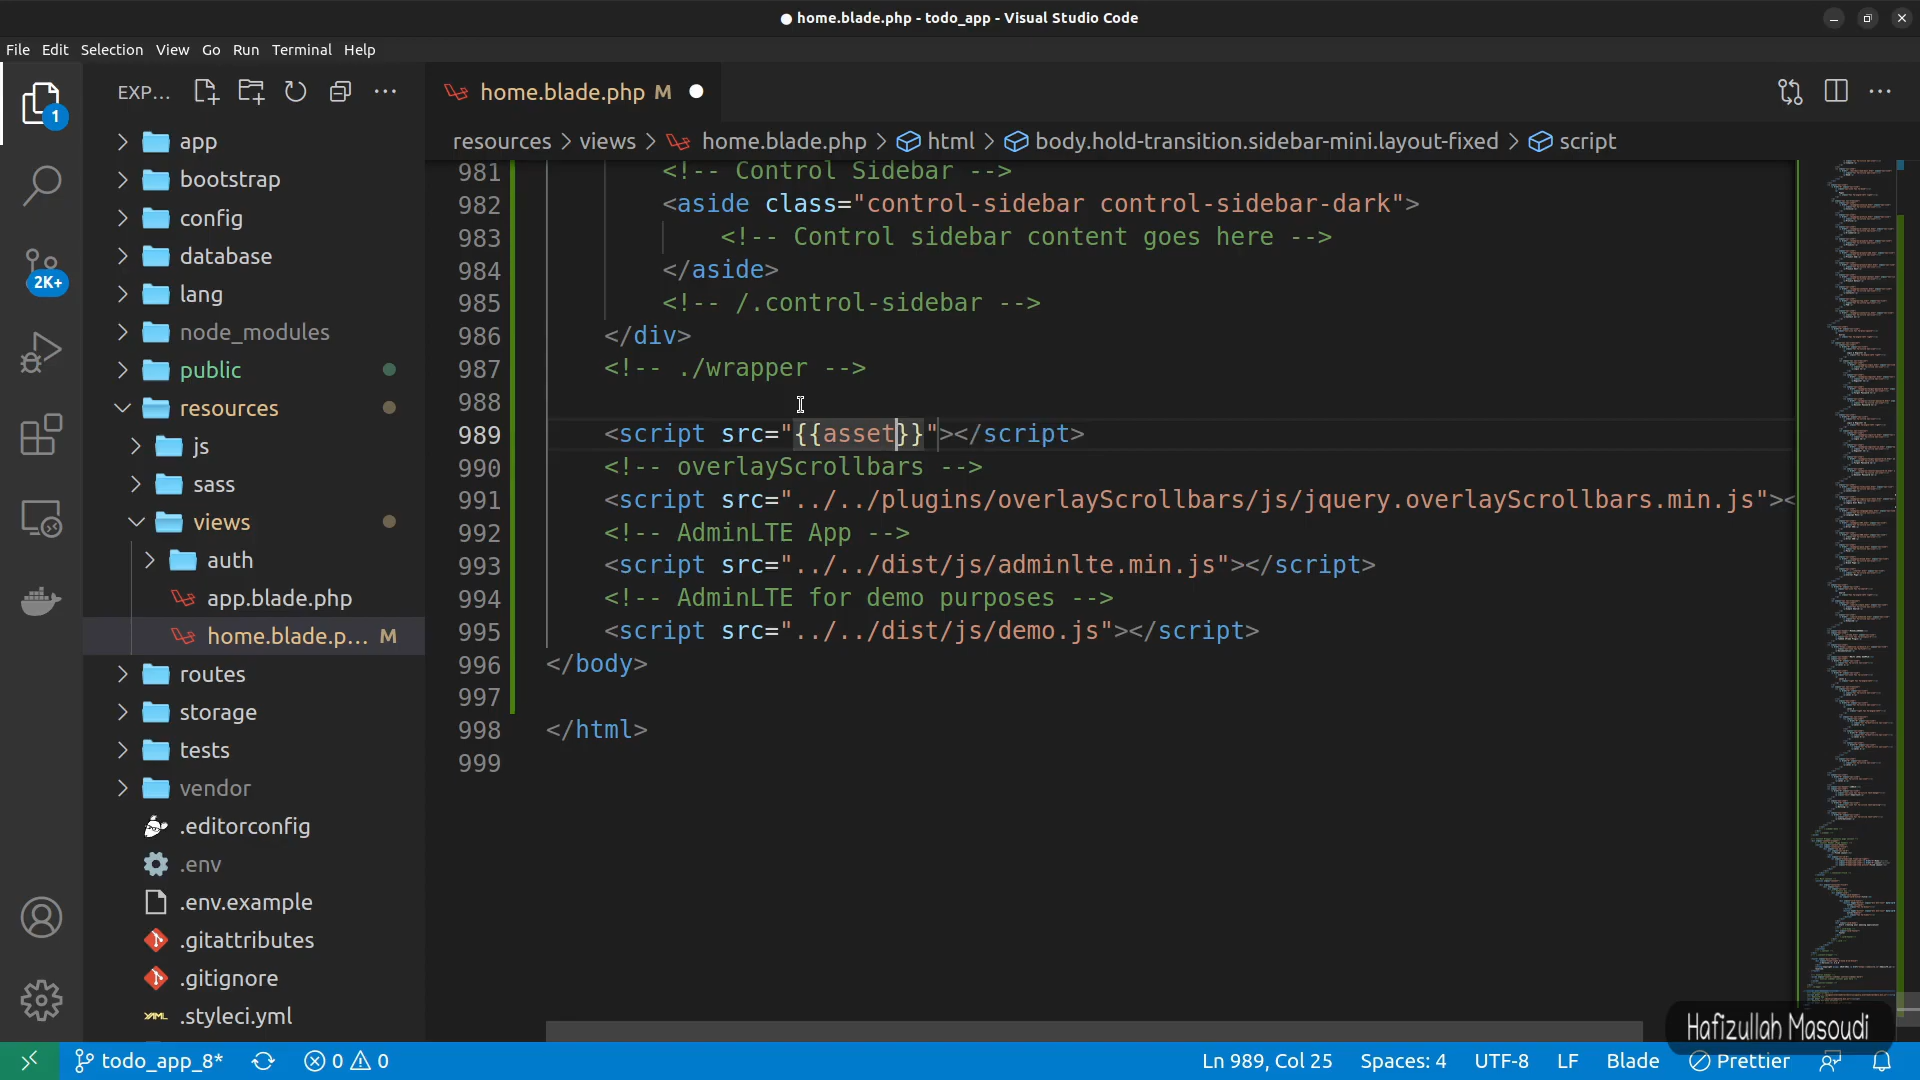 home.blade.php - todo_app - Visual Studio Code
File Edit Selection View Go Run Terminal Help
EXP...
home.blade.php M
resources > views > home.blade.php > html > body.hold-transition.sidebar-mini.layout-fixed > script
1
2K+
app
bootstrap
config
database
lang
node_modules
public
resources
js
sass
views
auth
app.blade.php
home.blade.p... M
routes
storage
tests
vendor
.editorconfig
.env
.env.example
.gitattributes
.gitignore
.styleci.yml
981 <!-- Control Sidebar -->
982 <aside class="control-sidebar control-sidebar-dark">
983 <!-- Control sidebar content goes here -->
984 </aside>
985 <!-- /.control-sidebar -->
986 </div>
987 <!-- ./wrapper -->
988
989 <script src="{{asset}}"></script>
990 <!-- overlayScrollbars -->
991 <script src="../../plugins/overlayScrollbars/js/jquery.overlayScrollbars.min.js"><
992 <!-- AdminLTE App -->
993 <script src="../../dist/js/adminlte.min.js"></script>
994 <!-- AdminLTE for demo purposes -->
995 <script src="../../dist/js/demo.js"></script>
996 </body>
997
998 </html>
999
Hafizullah Masoudi
todo_app_8* 0 0 Ln 989, Col 25 Spaces: 4 UTF-8 LF Blade Prettier